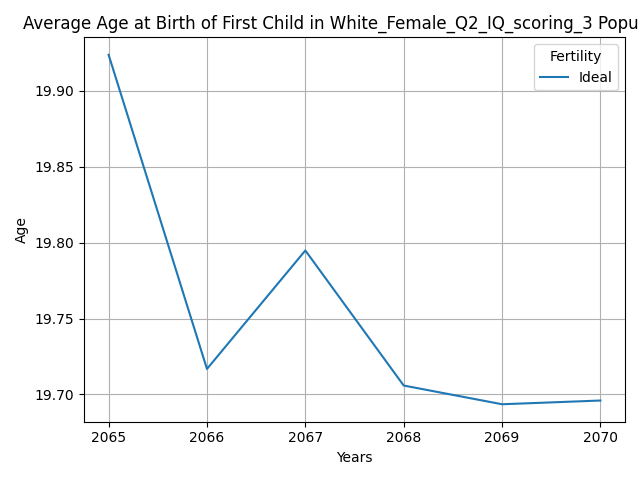 Average Age at Birth of First Child in White_Female_Q2_IQ_scoring_3 Popu
Fertility
Ideal
19.90
19.85
19.80
19.75
19.70
Age
2065 2066 2067 2068 2069 2070
Years